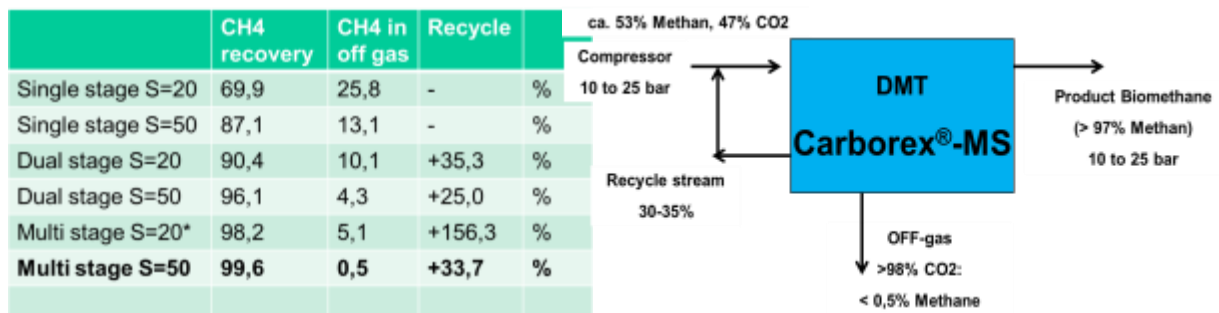 CH4 recovery CH4 in off gas Recycle
Single stage S=20 69,9 25,8 - %
Single stage S=50 87,1 13,1 - %
Dual stage S=20 90,4 10,1 +35,3 %
Dual stage S=50 96,1 4,3 +25,0 %
Multi stage S=20* 98,2 5,1 +156,3 %
Multi stage S=50 99,6 0,5 +33,7 %
ca. 53% Methan, 47% CO2
Compressor
10 to 25 bar
DMT
Carborex®-MS
Product Biomethane
(> 97% Methan)
10 to 25 bar
Recycle stream
30-35%
OFF-gas
>98% CO2:
< 0,5% Methane